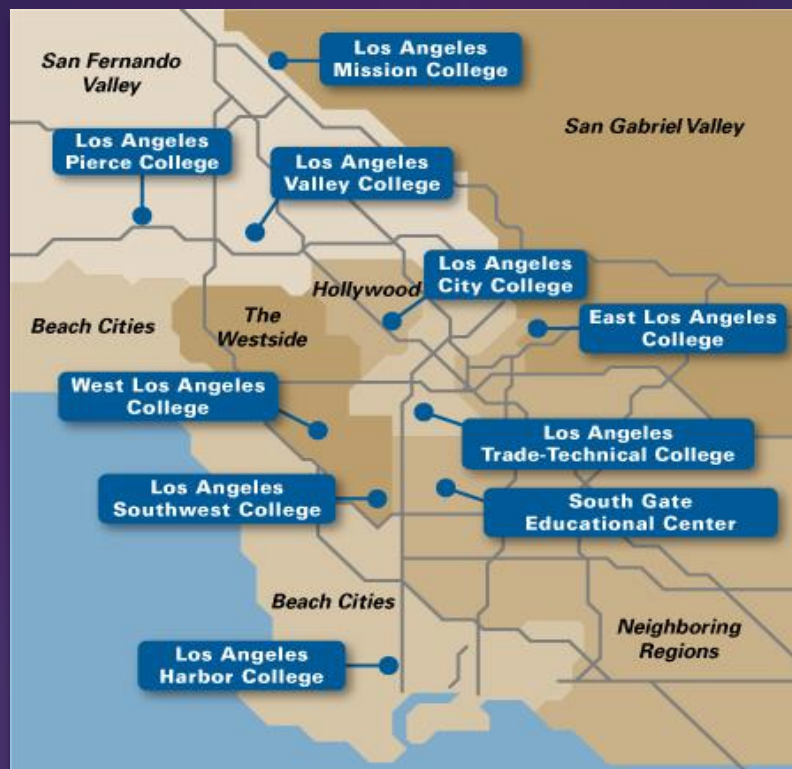 Los Angeles
Mission College
San Fernando
Valley
San Gabriel Valley
Los Angeles
Pierce College
Los Angeles
Valley College
Los Angeles
City College
Hollywood
The
Westside
Beach Cities
East Los Angeles
College
West Los Angeles
College
Los Angeles
Trade-Technical College
Los Angeles
Southwest College
South Gate
Educational Center
Beach Cities
Neighboring
Regions
Los Angeles
Harbor College